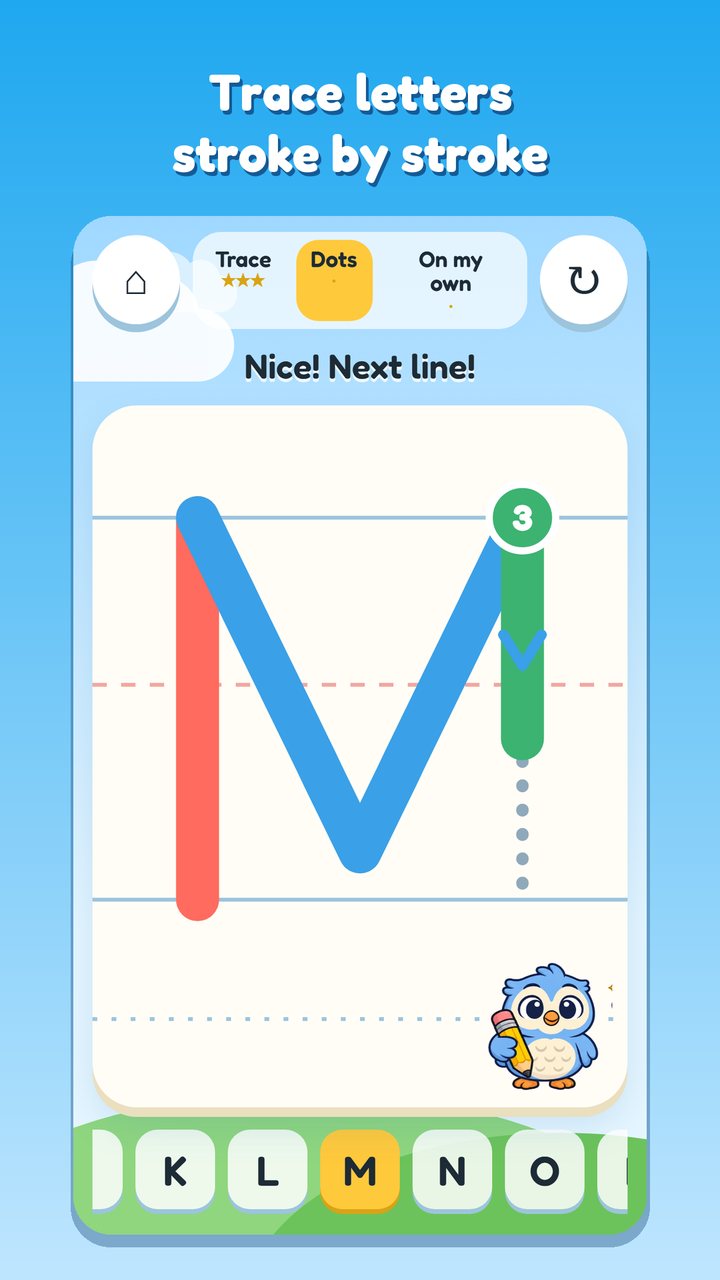 Trace letters
stroke by stroke
Trace
Dots
On my
own
Nice! Next line!
3
K
L
M
N
O